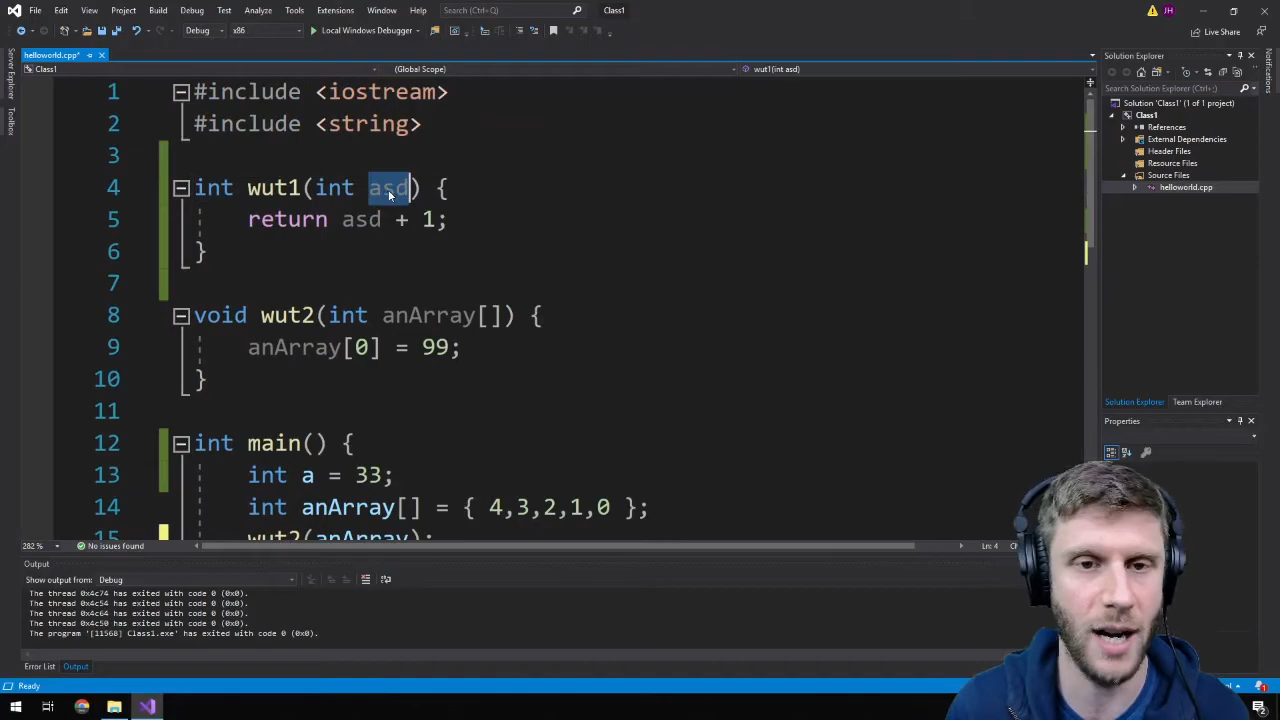 File Edit View Project Build Debug Test Analyze Tools Extensions Window Help Search (Ctrl+Q) Class1 JH
Debug x86 Local Windows Debugger Live Share
helloworld.cpp*
Class1 (Global Scope) wut1(int asd)
Server Explorer
Toolbox
1 #include <iostream>
2 #include <string>
3
4 int wut1(int asd) {
5 return asd + 1;
6 }
7
8 void wut2(int anArray[]) {
9 anArray[0] = 99;
10 }
11
12 int main() {
13 int a = 33;
14 int anArray[] = { 4,3,2,1,0 };
15 wut2(anArray);
282 % No issues found Ln: 4
Output
Show output from: Debug
The thread 0x4c74 has exited with code 0 (0x0).
The thread 0x4c54 has exited with code 0 (0x0).
The thread 0x4c64 has exited with code 0 (0x0).
The thread 0x4c50 has exited with code 0 (0x0).
The program '[11568] Class1.exe' has exited with code 0 (0x0).
Error List Output
Ready
Solution Explorer
Search Solution Explorer (Ctrl+;)
Solution 'Class1' (1 of 1 project)
Class1
References
External Dependencies
Header Files
Resource Files
Source Files
helloworld.cpp
Solution Explorer Team Explorer
Properties
Notifications